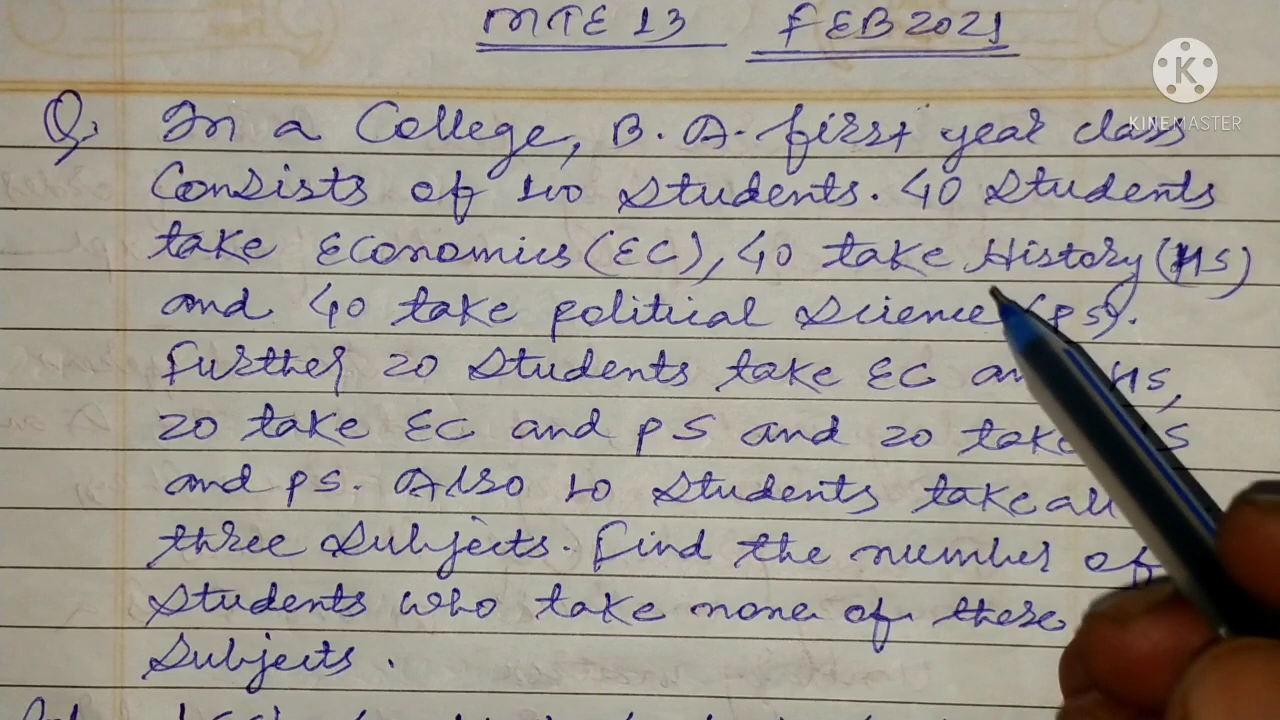 MTE 13 FEB 2021
K
KINEMASTER
Q. In a College, B.A. first year class
Consists of 100 Students. 40 Students
take Economics (EC), 40 take History (HS)
and 40 take political Science (PS).
Further 20 Students take EC HS,
20 take EC and PS and 20 take S
and PS. Also 10 Students take all
three Subjects. Find the number of
Students who take none of these
Subjects.